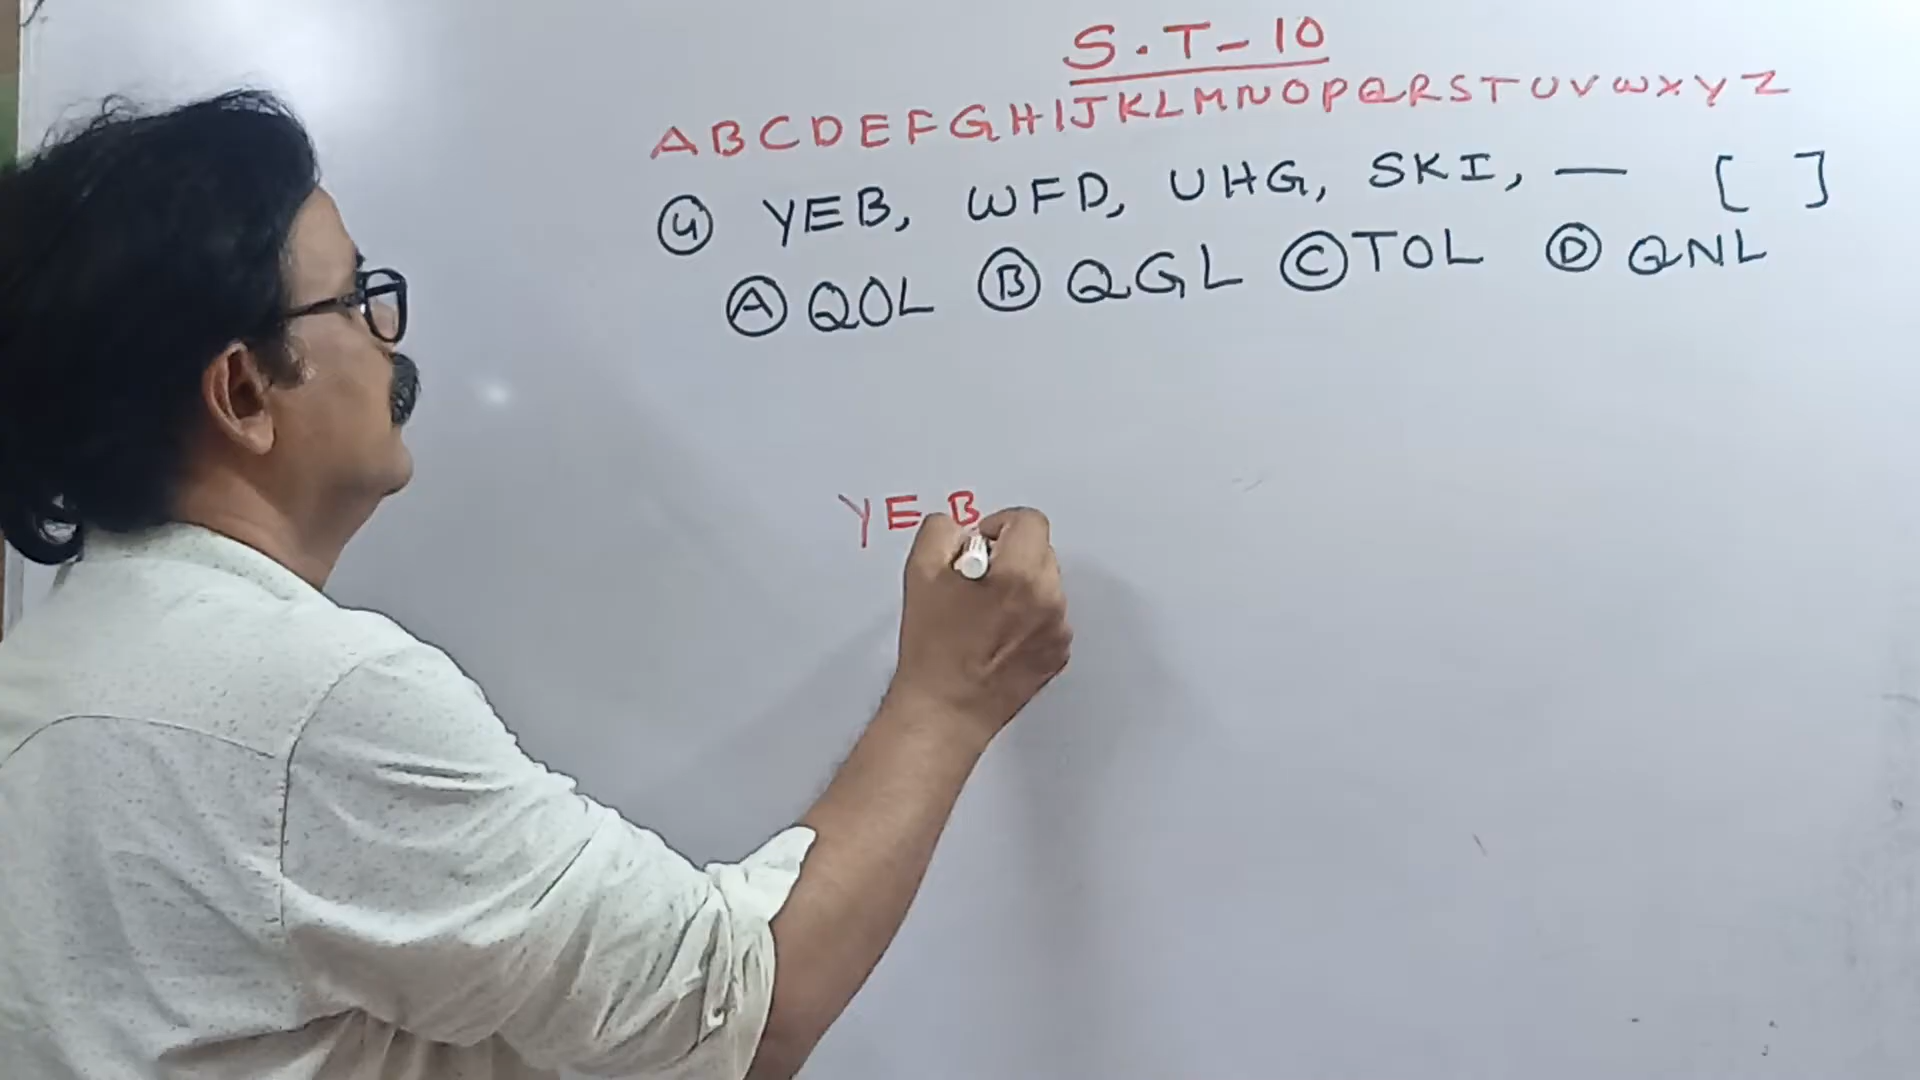 S.T-10
ABCDEFGHIJKLMNOPQRSTUVWXYZ
④ YEB, WFD, UHG, SKI, — [ ]
Ⓐ QOL Ⓑ QGL Ⓒ TOL Ⓓ QNL
YEB